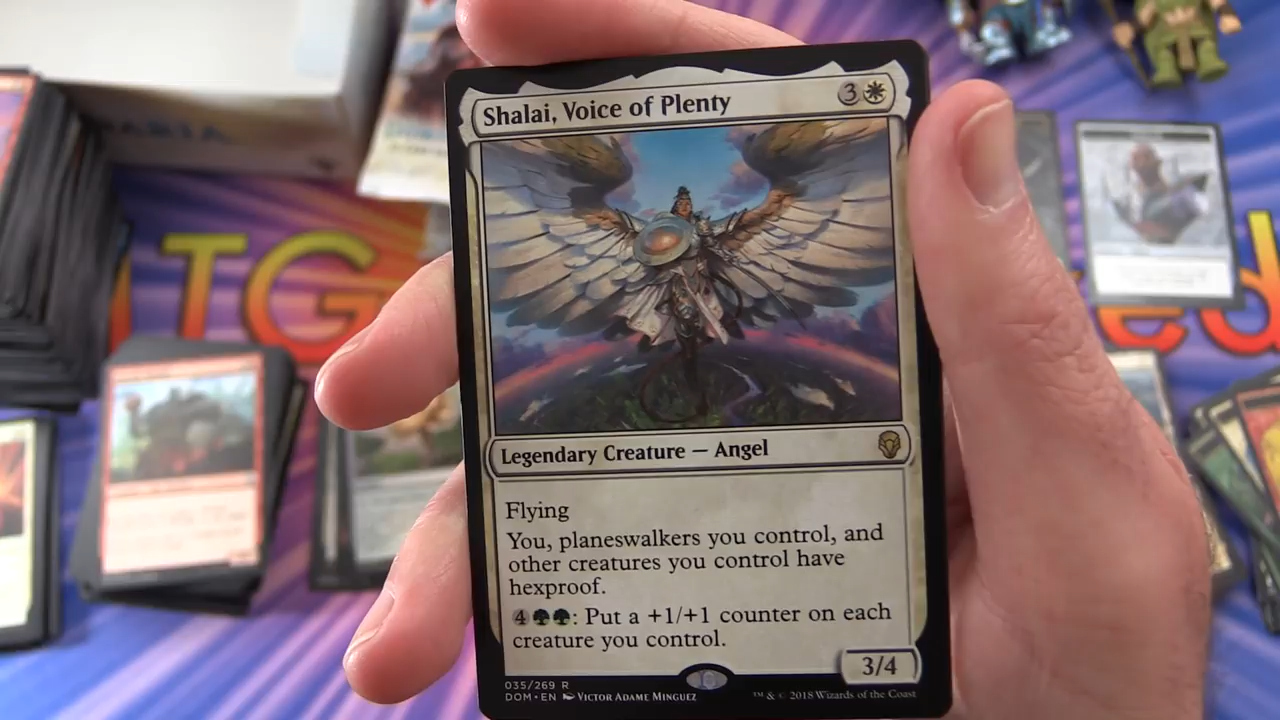 Shalai, Voice of Plenty
3
Legendary Creature — Angel
Flying
You, planeswalkers you control, and
other creatures you control have
hexproof.
4: Put a +1/+1 counter on each
creature you control.
3/4
035/269 R
DOM • EN Victor Adame Minguez
™ & © 2018 Wizards of the Coast
TG
ed